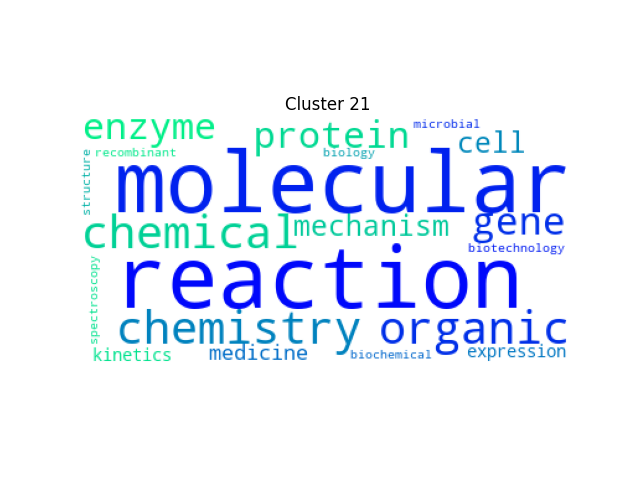 Cluster 21
enzyme
protein
microbial
cell
structure
recombinant
biology
molecular
gene
chemical
mechanism
biotechnology
reaction
spectroscopy
chemistry
organic
kinetics
medicine
biochemical
expression